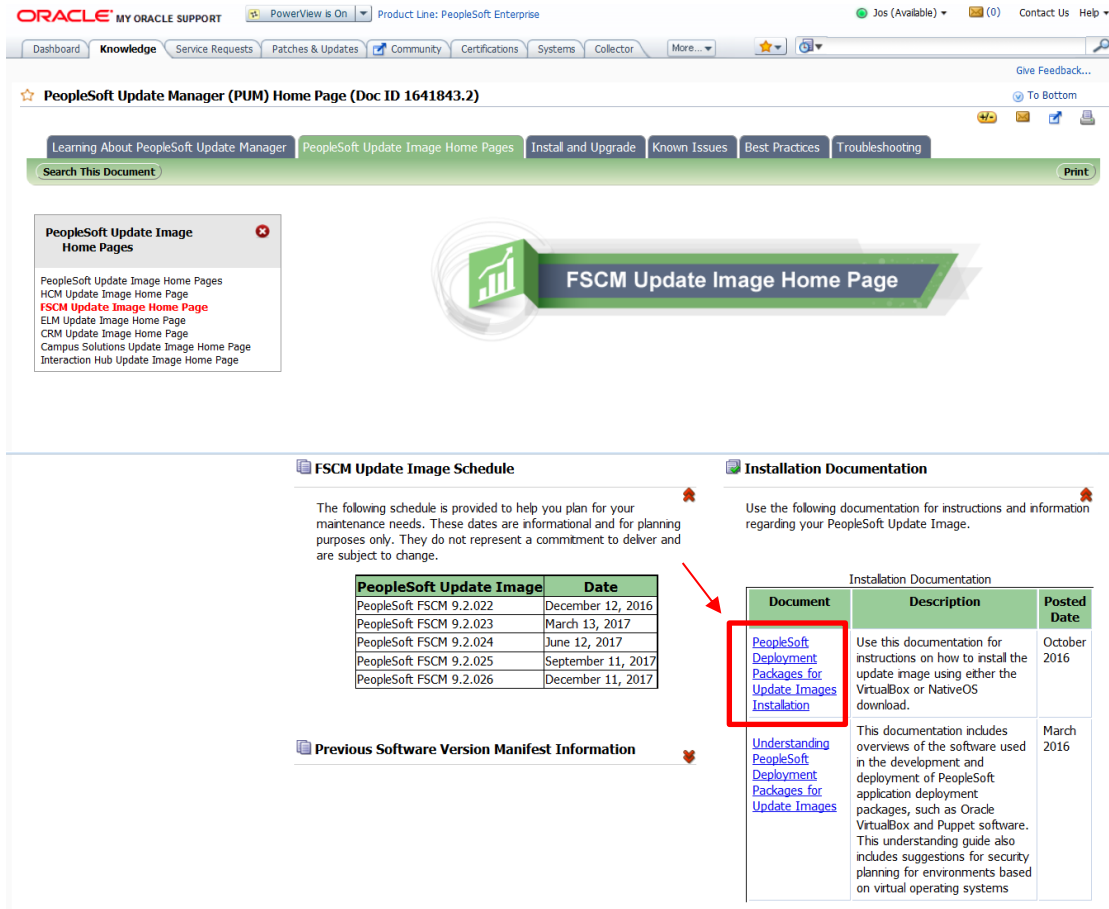 ORACLE® MY ORACLE SUPPORT
PowerView is On
Product Line: PeopleSoft Enterprise
Jos (Available)
(0)
Contact Us
Help
Dashboard
Knowledge
Service Requests
Patches & Updates
Community
Certifications
Systems
Collector
More...
Give Feedback...
PeopleSoft Update Manager (PUM) Home Page (Doc ID 1641843.2)
To Bottom
+/-
Learning About PeopleSoft Update Manager
PeopleSoft Update Image Home Pages
Install and Upgrade
Known Issues
Best Practices
Troubleshooting
Search This Document
Print
PeopleSoft Update Image
Home Pages
PeopleSoft Update Image Home Pages
HCM Update Image Home Page
FSCM Update Image Home Page
ELM Update Image Home Page
CRM Update Image Home Page
Campus Solutions Update Image Home Page
Interaction Hub Update Image Home Page
FSCM Update Image Home Page
FSCM Update Image Schedule
The following schedule is provided to help you plan for your
maintenance needs. These dates are informational and for planning
purposes only. They do not represent a commitment to deliver and
are subject to change.
PeopleSoft Update Image Date
PeopleSoft FSCM 9.2.022 December 12, 2016
PeopleSoft FSCM 9.2.023 March 13, 2017
PeopleSoft FSCM 9.2.024 June 12, 2017
PeopleSoft FSCM 9.2.025 September 11, 2017
PeopleSoft FSCM 9.2.026 December 11, 2017
Previous Software Version Manifest Information
Installation Documentation
Use the following documentation for instructions and information
regarding your PeopleSoft Update Image.
Installation Documentation
Document
Description
Posted
Date
PeopleSoft
Deployment
Packages for
Update Images
Installation
Use this documentation for
instructions on how to install the
update image using either the
VirtualBox or NativeOS
download.
October
2016
Understanding
PeopleSoft
Deployment
Packages for
Update Images
This documentation includes
overviews of the software used
in the development and
deployment of PeopleSoft
application deployment
packages, such as Oracle
VirtualBox and Puppet software.
This understanding guide also
includes suggestions for security
planning for environments based
on virtual operating systems
March
2016